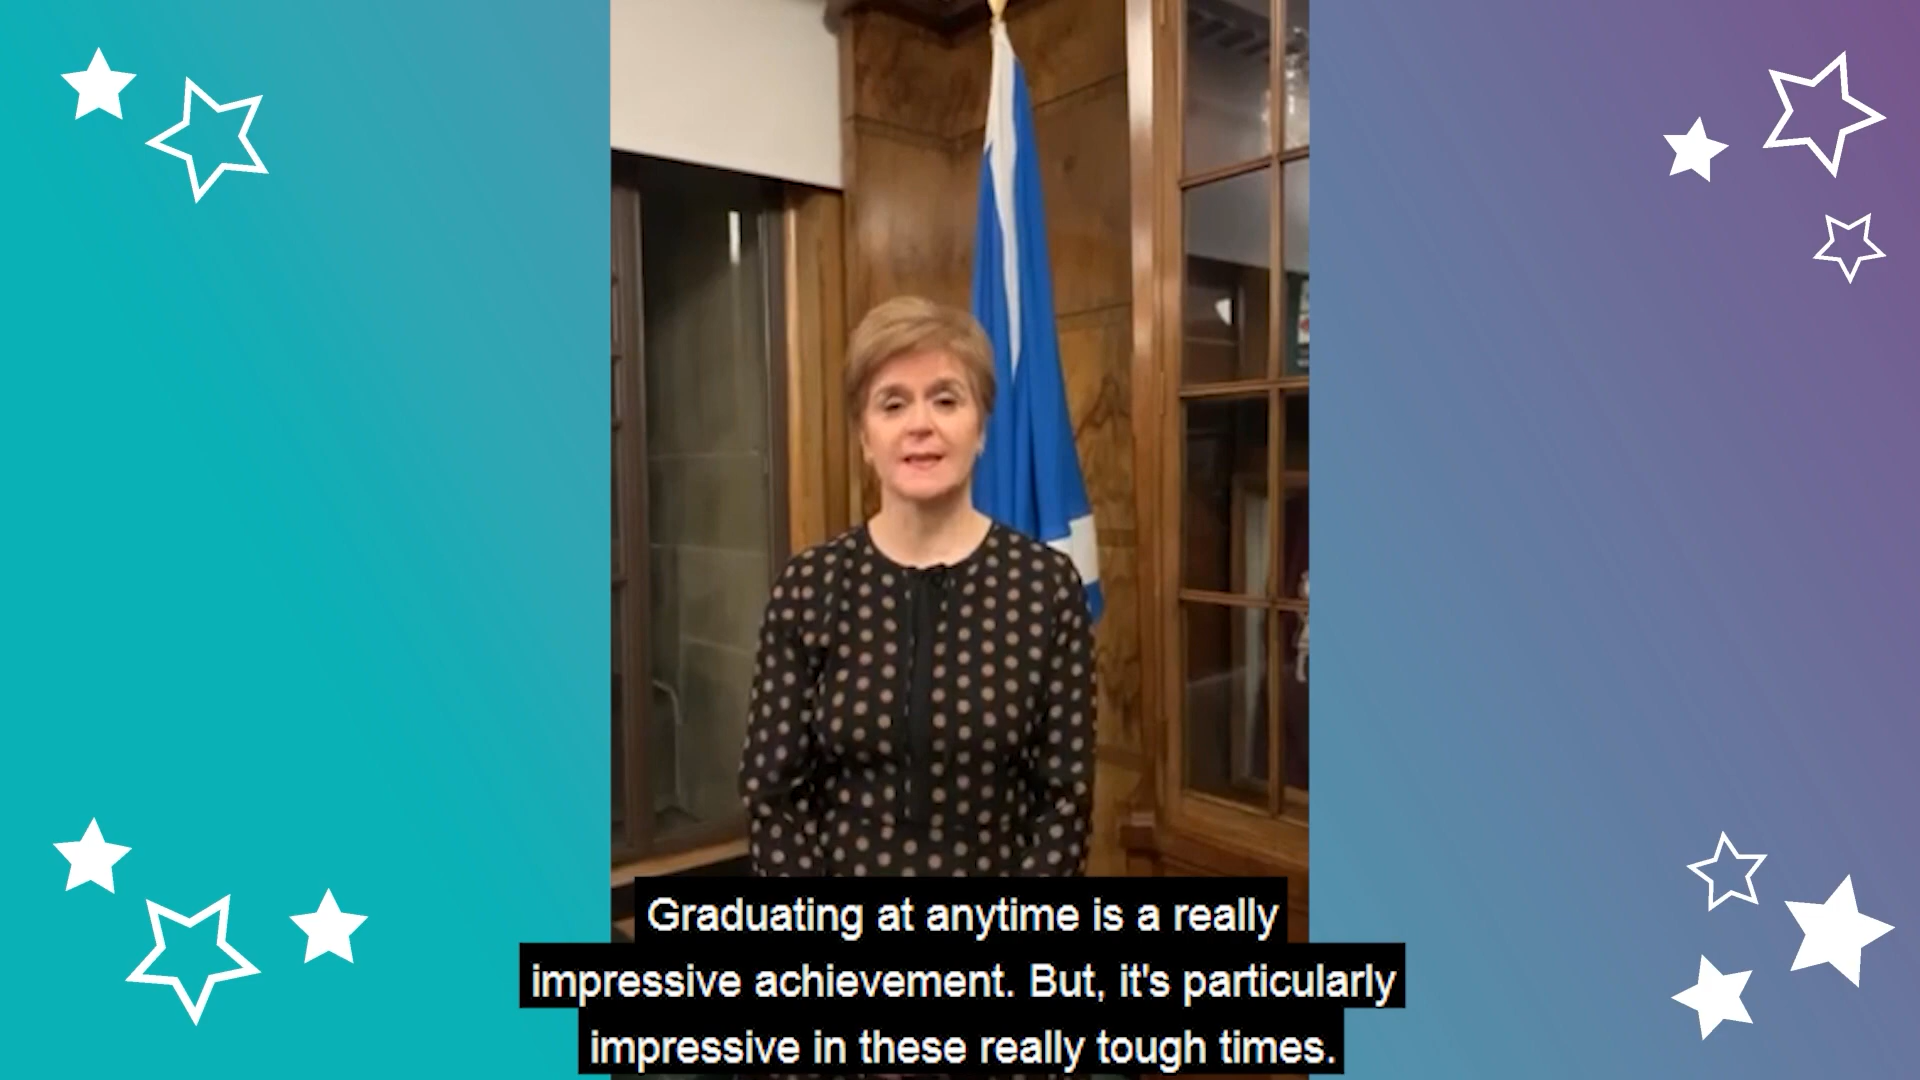 Graduating at anytime is a really
impressive achievement. But, it's particularly
impressive in these really tough times.